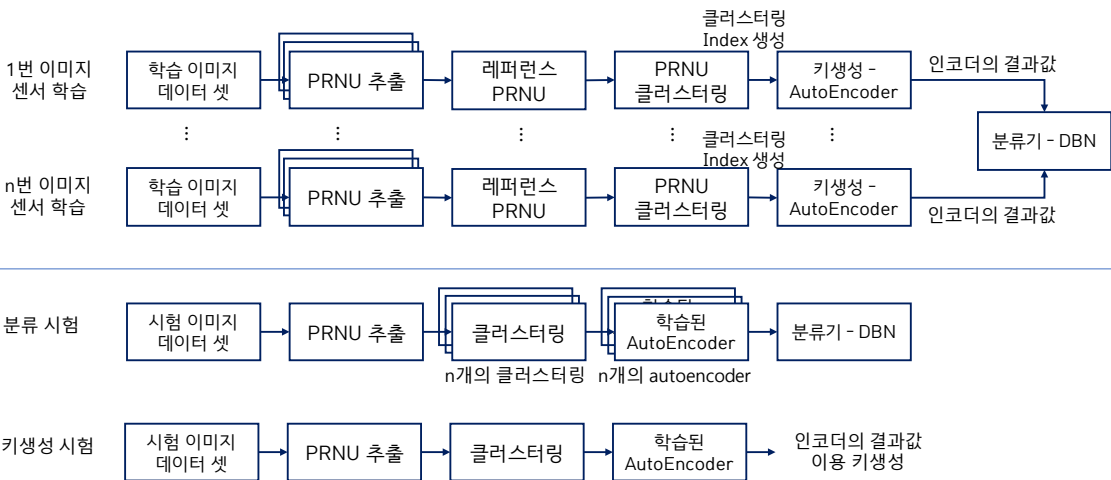 클러스터링
Index 생성
1번 이미지
센서 학습
학습 이미지
데이터 셋
PRNU 추출
레퍼런스
PRNU
PRNU
클러스터링
키생성 -
AutoEncoder
인코더의 결과값
분류기 - DBN
클러스터링
Index 생성
n번 이미지
센서 학습
학습 이미지
데이터 셋
PRNU 추출
레퍼런스
PRNU
PRNU
클러스터링
키생성 -
AutoEncoder
인코더의 결과값
분류 시험
시험 이미지
데이터 셋
PRNU 추출
클러스터링
n개의 클러스터링
학습된
AutoEncoder
n개의 autoencoder
분류기 - DBN
키생성 시험
시험 이미지
데이터 셋
PRNU 추출
클러스터링
학습된
AutoEncoder
인코더의 결과값
이용 키생성